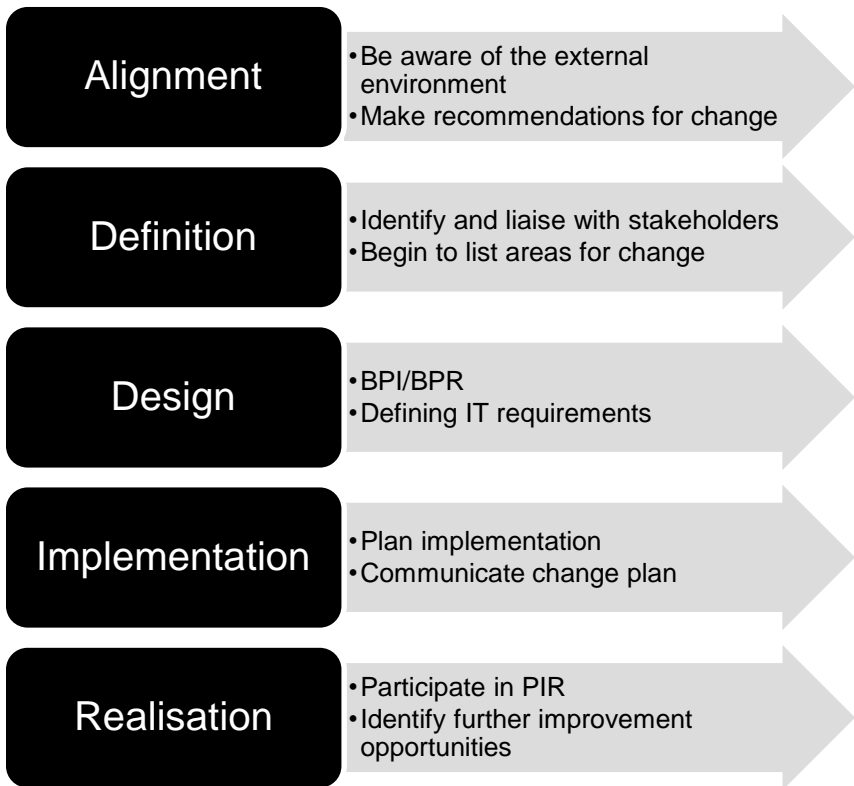 Alignment
•Be aware of the external
environment
•Make recommendations for change
Definition
•Identify and liaise with stakeholders
•Begin to list areas for change
Design
•BPI/BPR
•Defining IT requirements
Implementation
•Plan implementation
•Communicate change plan
Realisation
•Participate in PIR
•Identify further improvement
opportunities